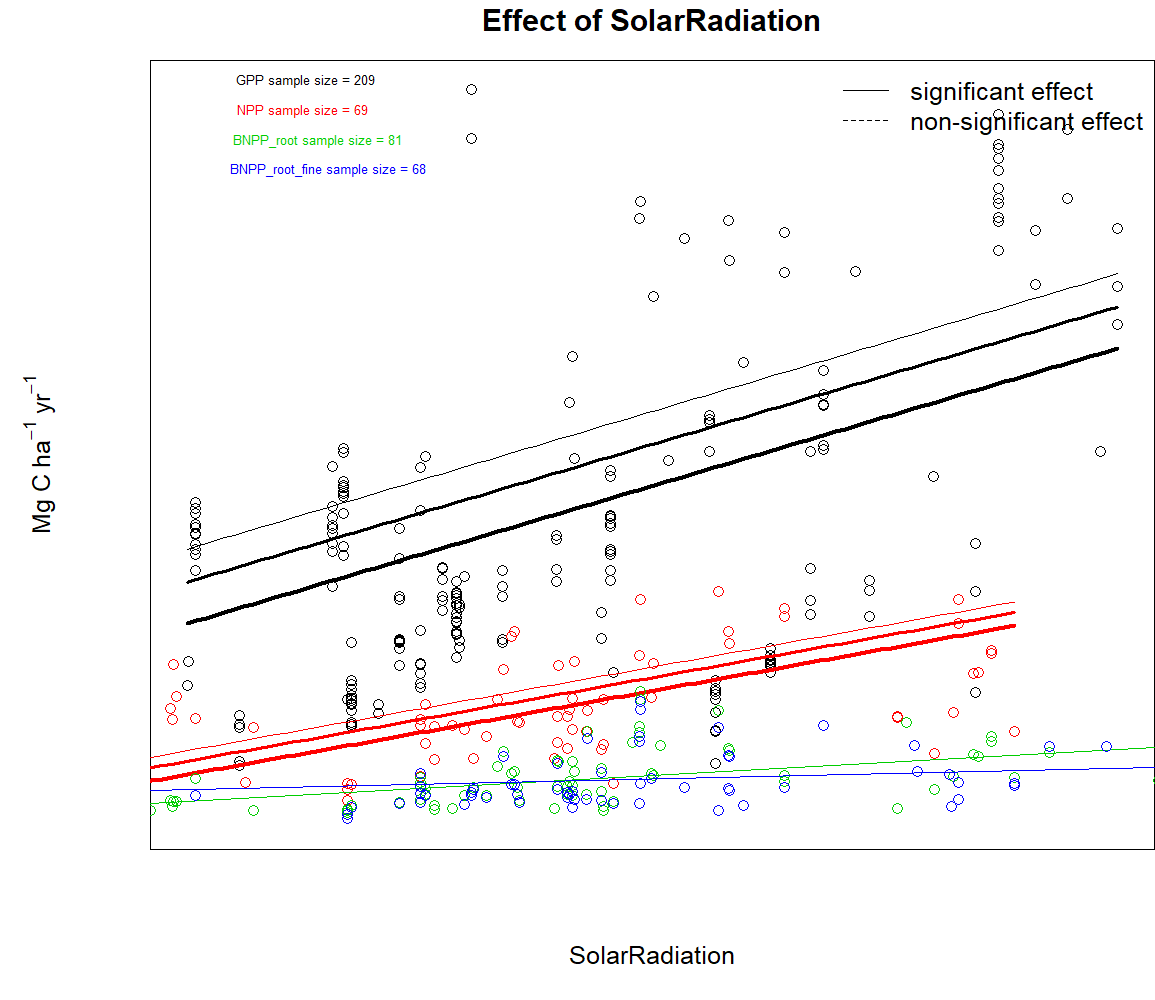 Effect of SolarRadiation
GPP sample size = 209
NPP sample size = 69
BNPP_root sample size = 81
BNPP_root_fine sample size = 68
significant effect
non-significant effect
Mg C ha⁻¹ yr⁻¹
SolarRadiation